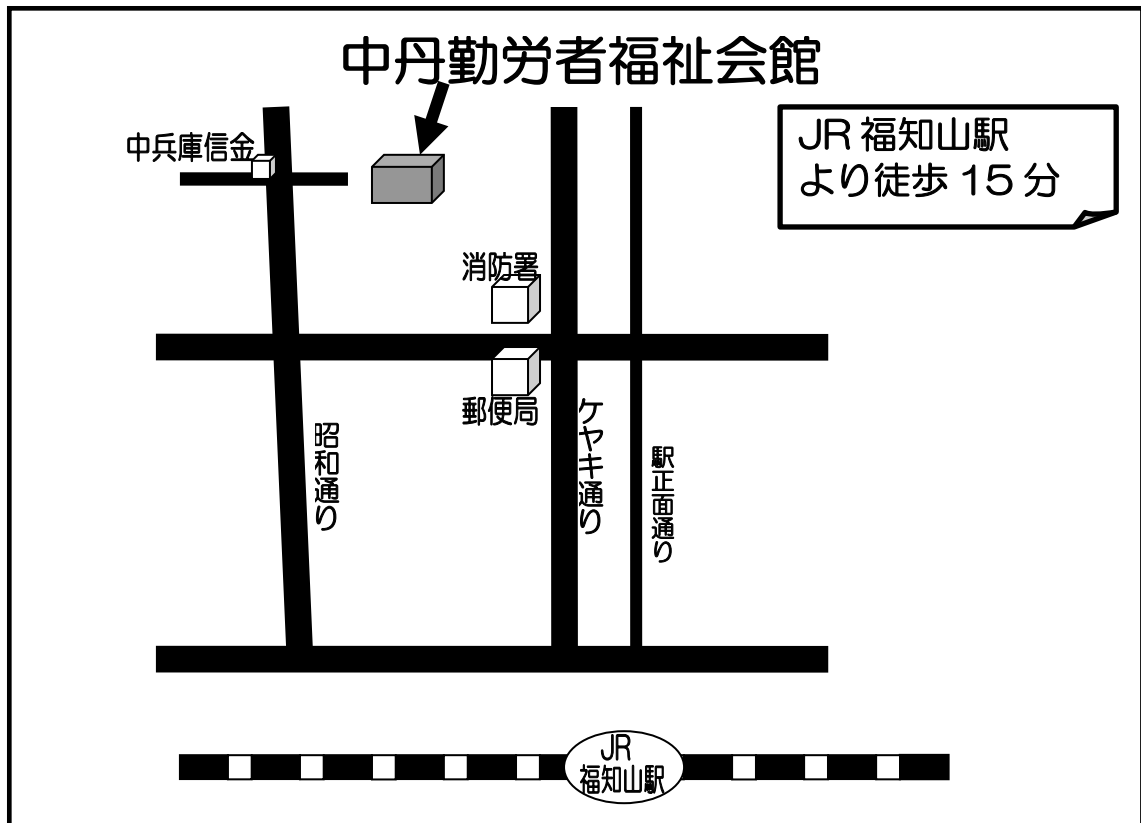 中丹勤労者福祉会館
中兵庫信金
JR 福知山駅
より徒歩 15 分
消防署
郵便局
昭和通り
ケヤキ通り
駅正面通り
JR
福知山駅